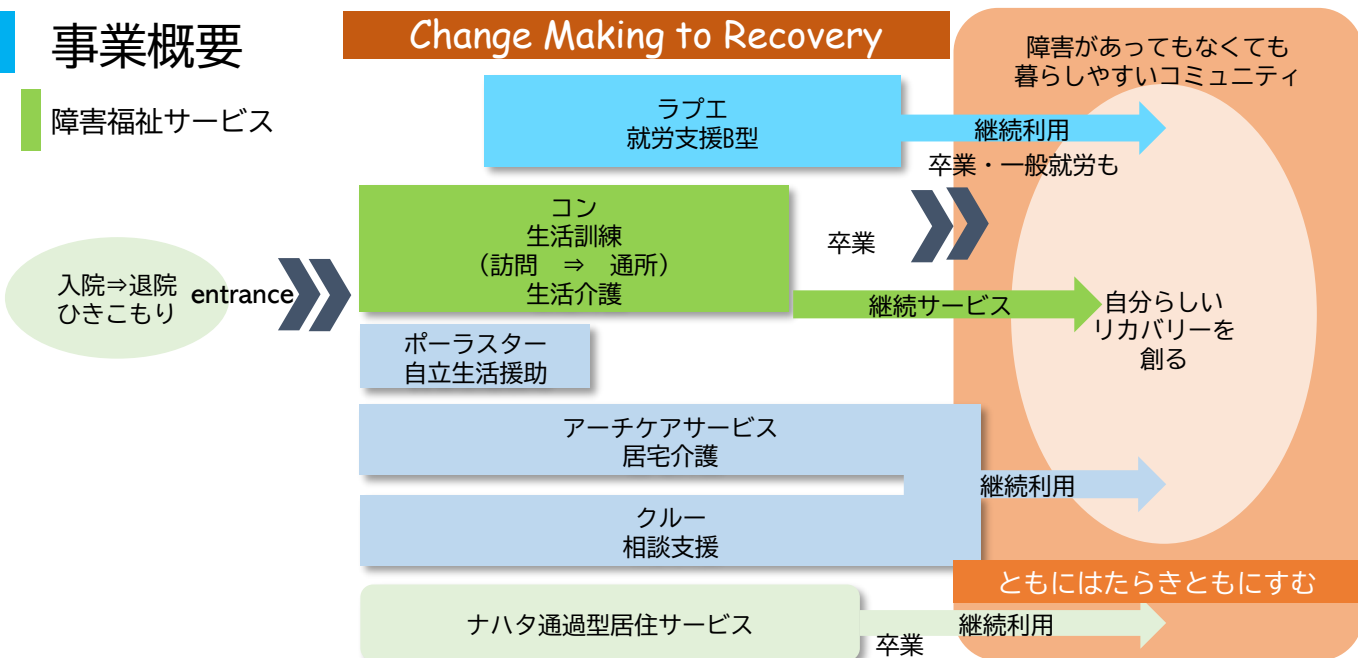 事業概要
Change Making to Recovery
障害があってもなくても
暮らしやすいコミュニティ
障害福祉サービス
ラプエ
就労支援B型
継続利用
卒業・一般就労も
コン
生活訓練
（訪問　⇒　通所）
生活介護
卒業
入院⇒退院
ひきこもり
entrance
継続サービス
自分らしい
リカバリーを
創る
ポーラスター
自立生活援助
アーチケアサービス
居宅介護
継続利用
クルー
相談支援
ともにはたらきともにすむ
ナハタ通過型居住サービス
継続利用
卒業